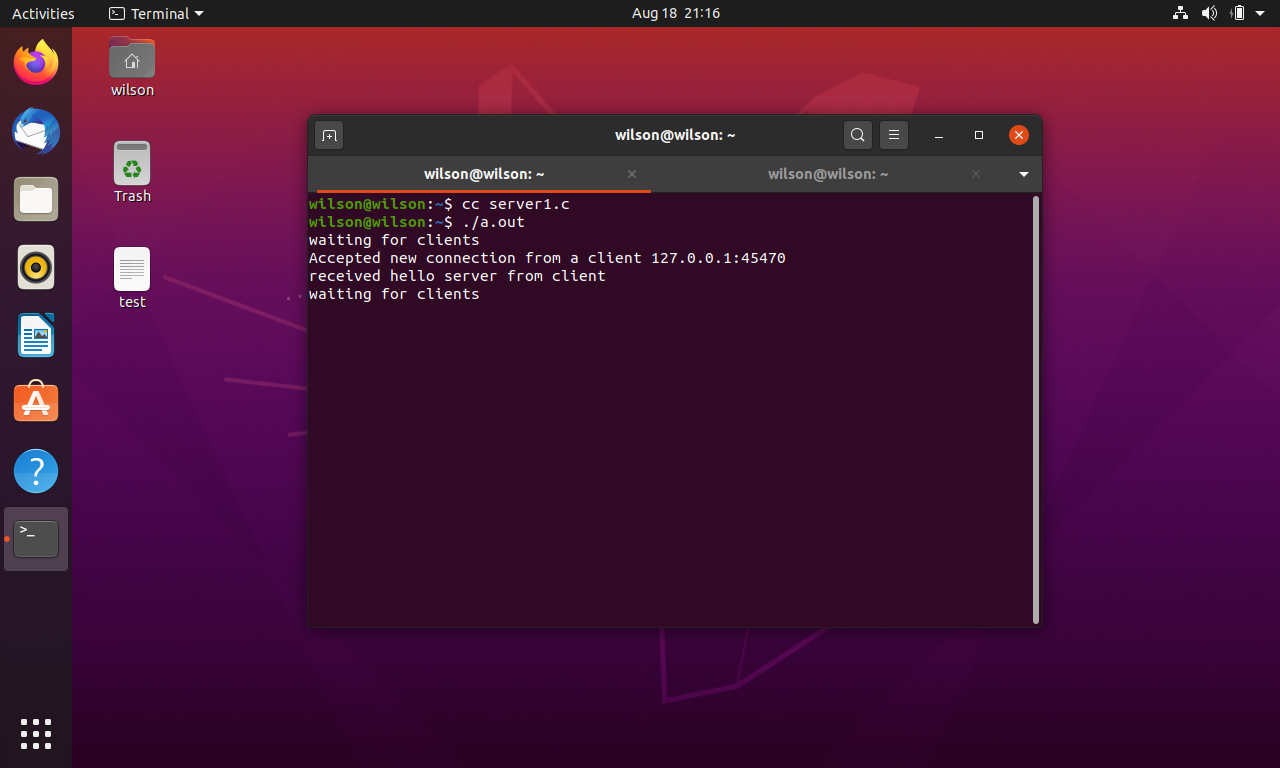 Activities
Terminal
Aug 18 21:16
wilson
Trash
test
wilson@wilson: ~
wilson@wilson: ~
wilson@wilson: ~
wilson@wilson:~$ cc server1.c
wilson@wilson:~$ ./a.out
waiting for clients
Accepted new connection from a client 127.0.0.1:45470
received hello server from client
waiting for clients